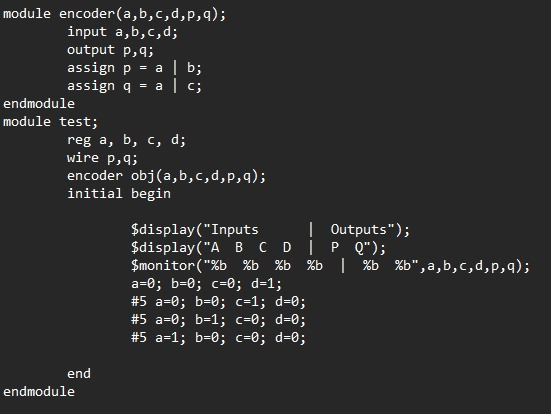 module encoder(a,b,c,d,p,q);
        input a,b,c,d;
        output p,q;
        assign p = a | b;
        assign q = a | c;
endmodule
module test;
        reg a, b, c, d;
        wire p,q;
        encoder obj(a,b,c,d,p,q);
        initial begin
                $display("Inputs      |  Outputs");
                $display("A  B  C  D  |  P  Q");
                $monitor("%b  %b  %b  %b  |  %b  %b",a,b,c,d,p,q);
                a=0; b=0; c=0; d=1;
                #5 a=0; b=0; c=1; d=0;
                #5 a=0; b=1; c=0; d=0;
                #5 a=1; b=0; c=0; d=0;
        end
endmodule